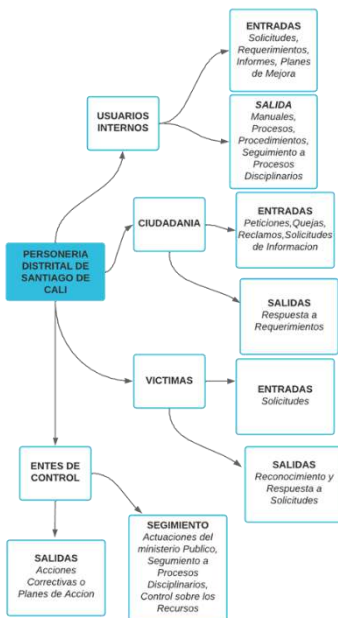 ENTRADAS
Solicitudes,
Requerimientos,
Informes, Planes
de Mejora
USUARIOS
INTERNOS
SALIDA
Manuales,
Procesos,
Procedimientos,
Seguimiento a
Procesos
Disciplinarios
CIUDADANIA
ENTRADAS
Peticiones,Quejas,
Reclamos,Solicitudes
de Informacion
PERSONERIA
DISTRITAL DE
SANTIAGO DE
CALI
SALIDAS
Respuesta a
Requerimientos
VICTIMAS
ENTRADAS
Solicitudes
ENTES DE
CONTROL
SALIDAS
Reconocimiento y
Respuesta a
Solicitudes
SALIDAS
Acciones
Correctivas o
Planes de Accion
SEGIMIENTO
Actuaciones del
ministerio Publico,
Segumiento a
Procesos
Disciplinarios,
Control sobre los
Recursos